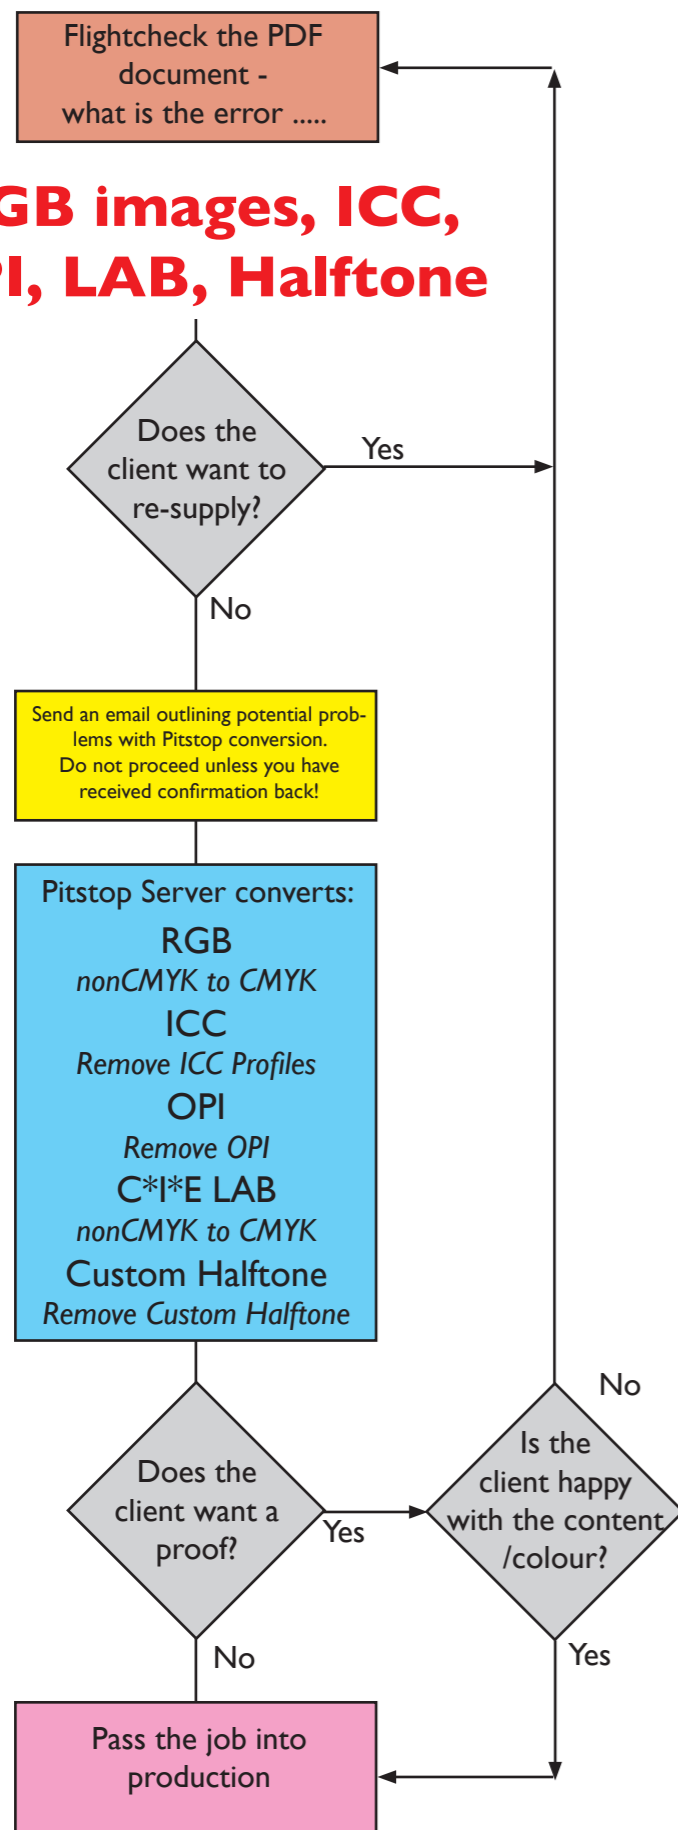 Flightcheck the PDF
document -
what is the error .....
GB images, ICC,
PI, LAB, Halftone
Does the
client want to
re-supply?
Yes
No
Send an email outlining potential prob-
lems with Pitstop conversion.
Do not proceed unless you have
received confirmation back!
Pitstop Server converts:
RGB
nonCMYK to CMYK
ICC
Remove ICC Profiles
OPI
Remove OPI
C*I*E LAB
nonCMYK to CMYK
Custom Halftone
Remove Custom Halftone
Does the
client want a
proof?
Yes
No
Is the
client happy
with the content
/colour?
No
Yes
Pass the job into
production